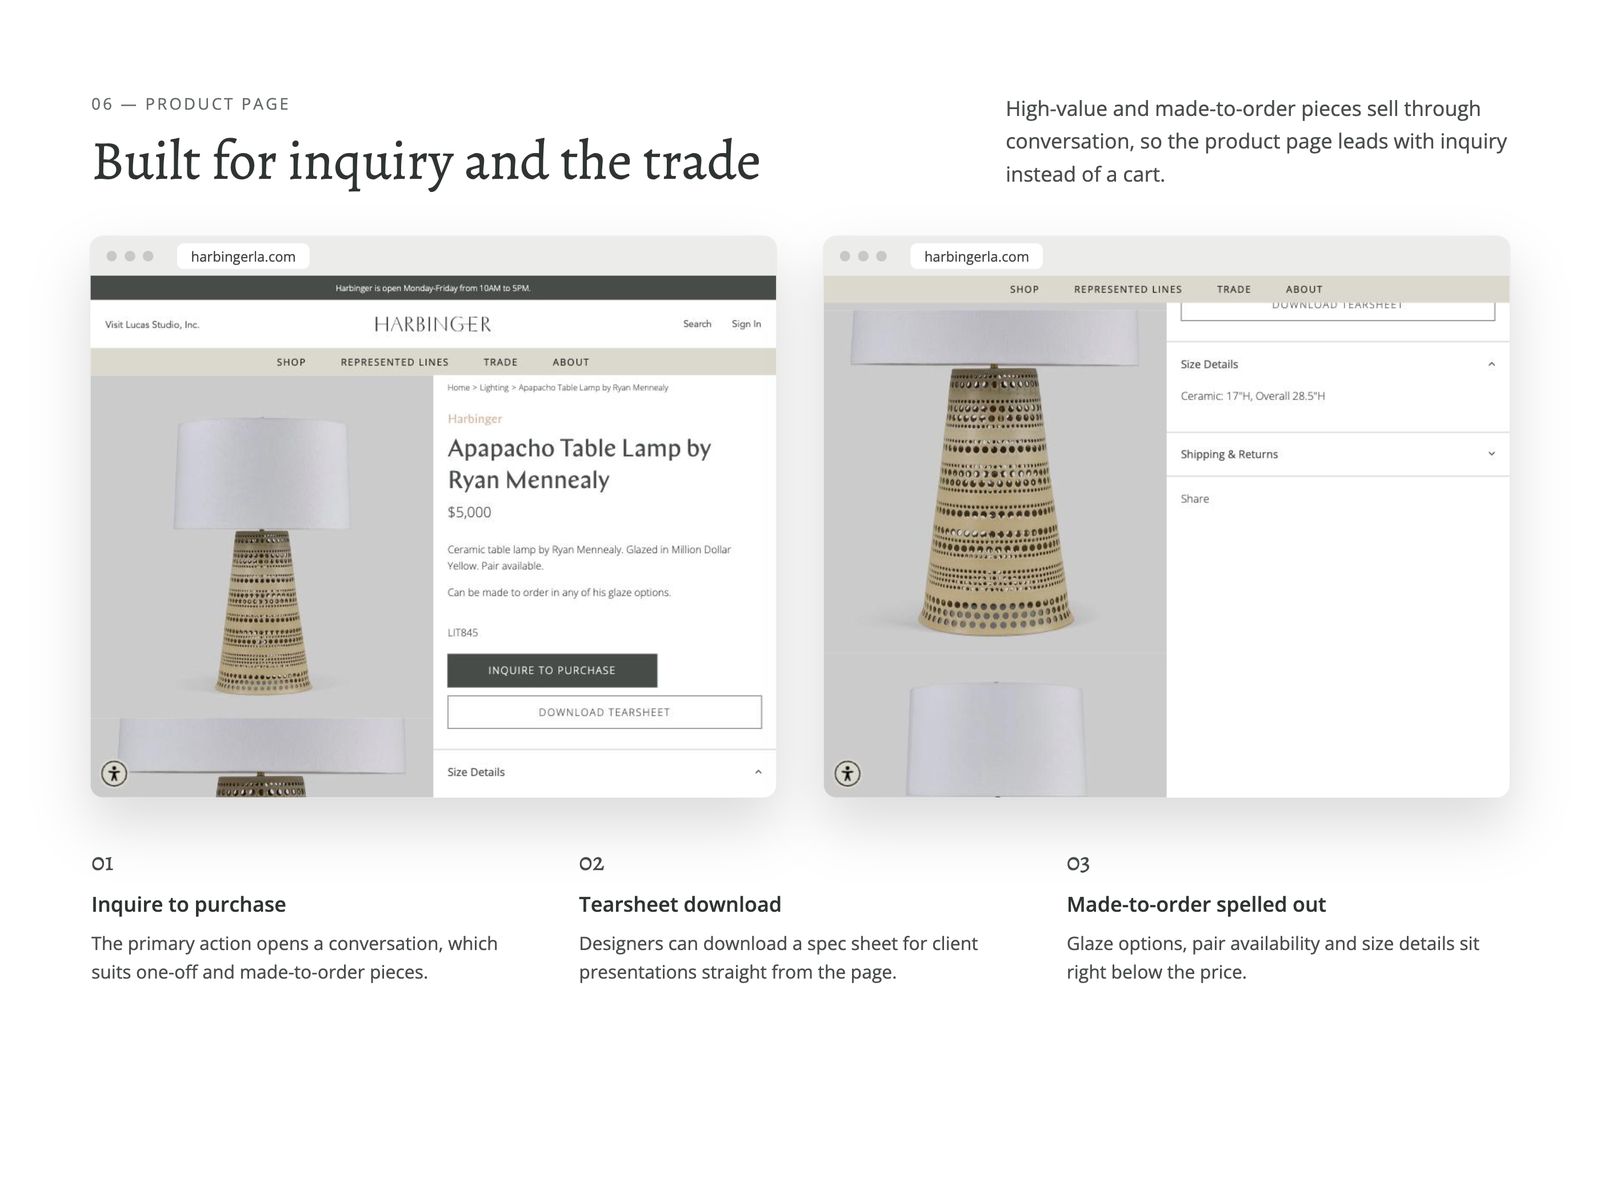 06 — PRODUCT PAGE
Built for inquiry and the trade
High-value and made-to-order pieces sell through
conversation, so the product page leads with inquiry
instead of a cart.
harbingerla.com
Harbinger is open Monday-Friday from 10AM to 5PM.
Visit Lucas Studio, Inc.
HARBINGER
Search
Sign In
SHOP
REPRESENTED LINES
TRADE
ABOUT
Home > Lighting > Apapacho Table Lamp by Ryan Mennealy
Harbinger
Apapacho Table Lamp by
Ryan Mennealy
$5,000
Ceramic table lamp by Ryan Mennealy. Glazed in Million Dollar
Yellow. Pair available.
Can be made to order in any of his glaze options.
LIT845
INQUIRE TO PURCHASE
DOWNLOAD TEARSHEET
Size Details
harbingerla.com
SHOP
REPRESENTED LINES
TRADE
ABOUT
DOWNLOAD TEARSHEET
Size Details
Ceramic: 17"H, Overall 28.5"H
Shipping & Returns
Share
01
Inquire to purchase
The primary action opens a conversation, which
suits one-off and made-to-order pieces.
02
Tearsheet download
Designers can download a spec sheet for client
presentations straight from the page.
03
Made-to-order spelled out
Glaze options, pair availability and size details sit
right below the price.